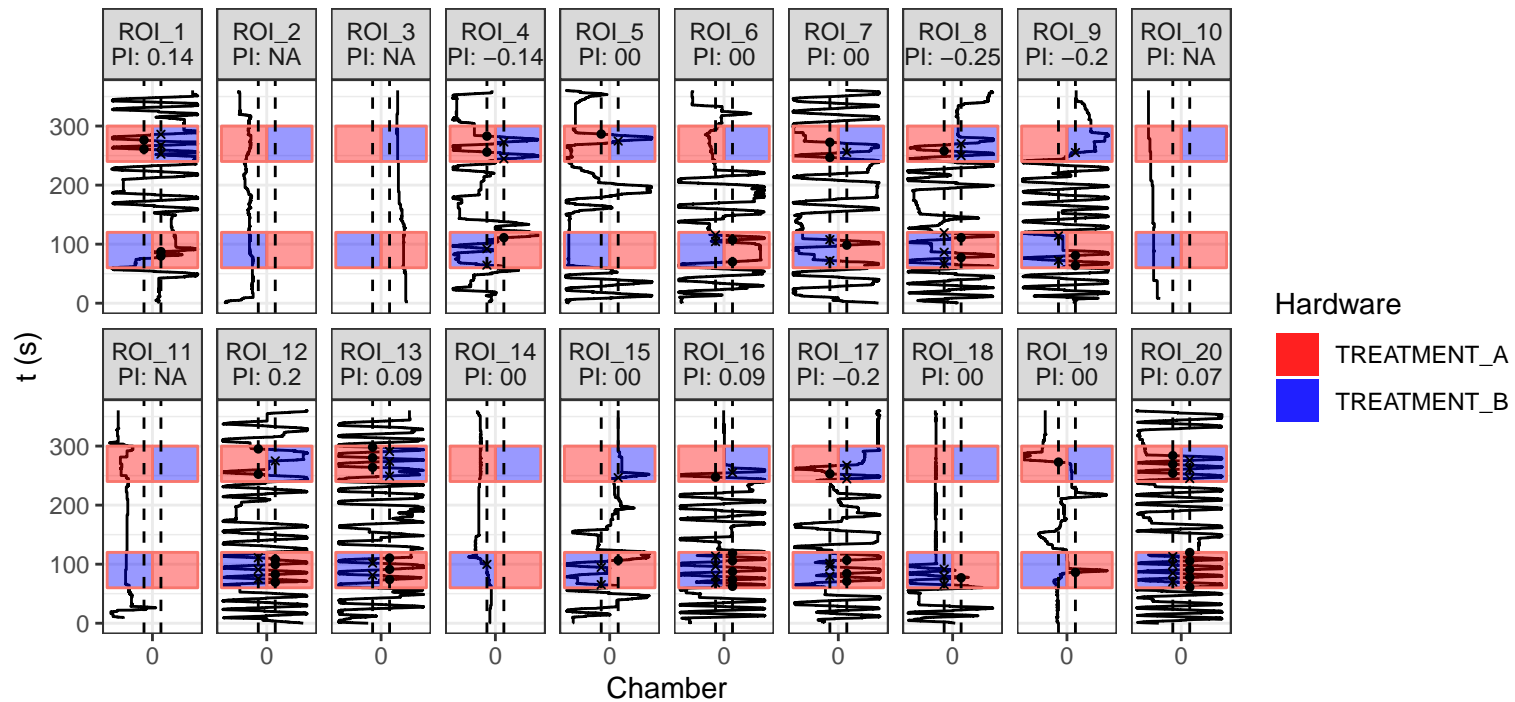 ROI_1 ROI_2 ROI_3 ROI_4 ROI_5 ROI_6 ROI_7 ROI_8 ROI_9 ROI_10
PI: 0.14 PI: NA PI: NA PI: −0.14 PI: 00 PI: 00 PI: 00 PI: −0.25 PI: −0.2 PI: NA
300
200
100
0
ROI_11 ROI_12 ROI_13 ROI_14 ROI_15 ROI_16 ROI_17 ROI_18 ROI_19 ROI_20
PI: NA PI: 0.2 PI: 0.09 PI: 00 PI: 00 PI: 0.09 PI: −0.2 PI: 00 PI: 00 PI: 0.07
300
200
100
0
0 0 0 0 0 0 0 0 0 0
Chamber
t (s)
Hardware
TREATMENT_A
TREATMENT_B